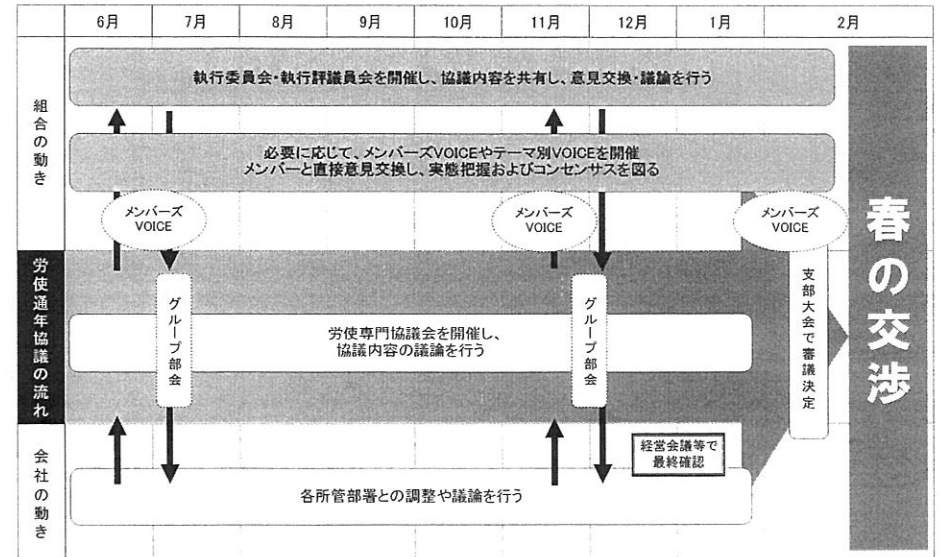 6月 7月 8月 9月 10月 11月 12月 1月 2月
組合の動き
執行委員会・執行評議員会を開催し、協議内容を共有し、意見交換・議論を行う
必要に応じて、メンバーズVOICEやテーマ別VOICEを開催
メンバーと直接意見交換し、実態把握およびコンセンサスを図る
メンバーズ
VOICE
メンバーズ
VOICE
メンバーズ
VOICE
労使通年協議の流れ
グループ部会
労使専門協議会を開催し、
協議内容の議論を行う
グループ部会
支部大会で審議決定
春の交渉
会社の動き
経営会議等で
最終確認
各所管部署との調整や議論を行う